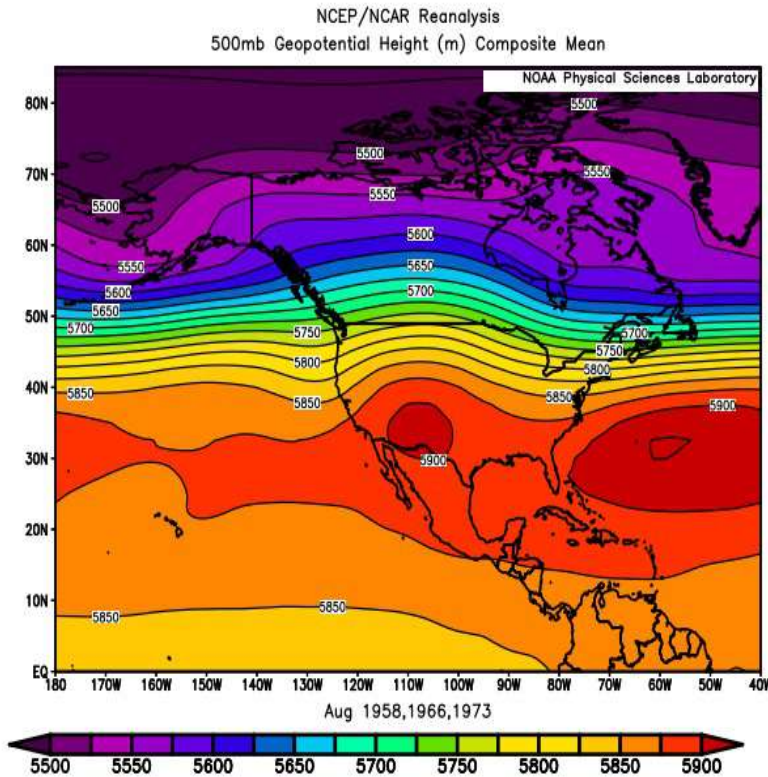 NCEP/NCAR Reanalysis
500mb Geopotential Height (m) Composite Mean
NOAA Physical Sciences Laboratory
80N
5500
70N
5500
5550
5550
5500
60N
5600
5550
5650
5600
5700
5650
50N
5700
5750
5700
5750
5800
5800
40N
5850
5850
5850
5900
30N
5900
20N
10N
5850
5850
EQ
180 170W 160W 150W 140W 130W 120W 110W 100W 90W 80W 70W 60W 50W 40W
Aug 1958,1966,1973
5500 5550 5600 5650 5700 5750 5800 5850 5900